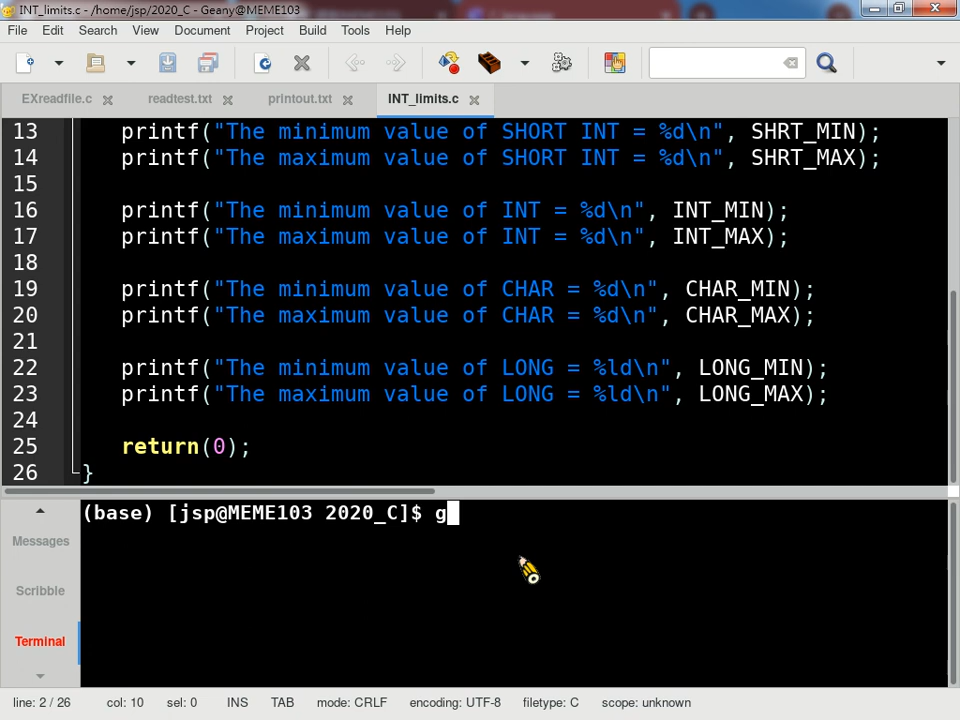 INT_limits.c - /home/jsp/2020_C - Geany@MEME103
File Edit Search View Document Project Build Tools Help
EXreadfile.c readtest.txt printout.txt INT_limits.c
13 printf("The minimum value of SHORT INT = %d\n", SHRT_MIN);
14 printf("The maximum value of SHORT INT = %d\n", SHRT_MAX);
15
16 printf("The minimum value of INT = %d\n", INT_MIN);
17 printf("The maximum value of INT = %d\n", INT_MAX);
18
19 printf("The minimum value of CHAR = %d\n", CHAR_MIN);
20 printf("The maximum value of CHAR = %d\n", CHAR_MAX);
21
22 printf("The minimum value of LONG = %ld\n", LONG_MIN);
23 printf("The maximum value of LONG = %ld\n", LONG_MAX);
24
25 return(0);
26 }
(base) [jsp@MEME103 2020_C]$ g
Messages
Scribble
Terminal
line: 2 / 26 col: 10 sel: 0 INS TAB mode: CRLF encoding: UTF-8 filetype: C scope: unknown